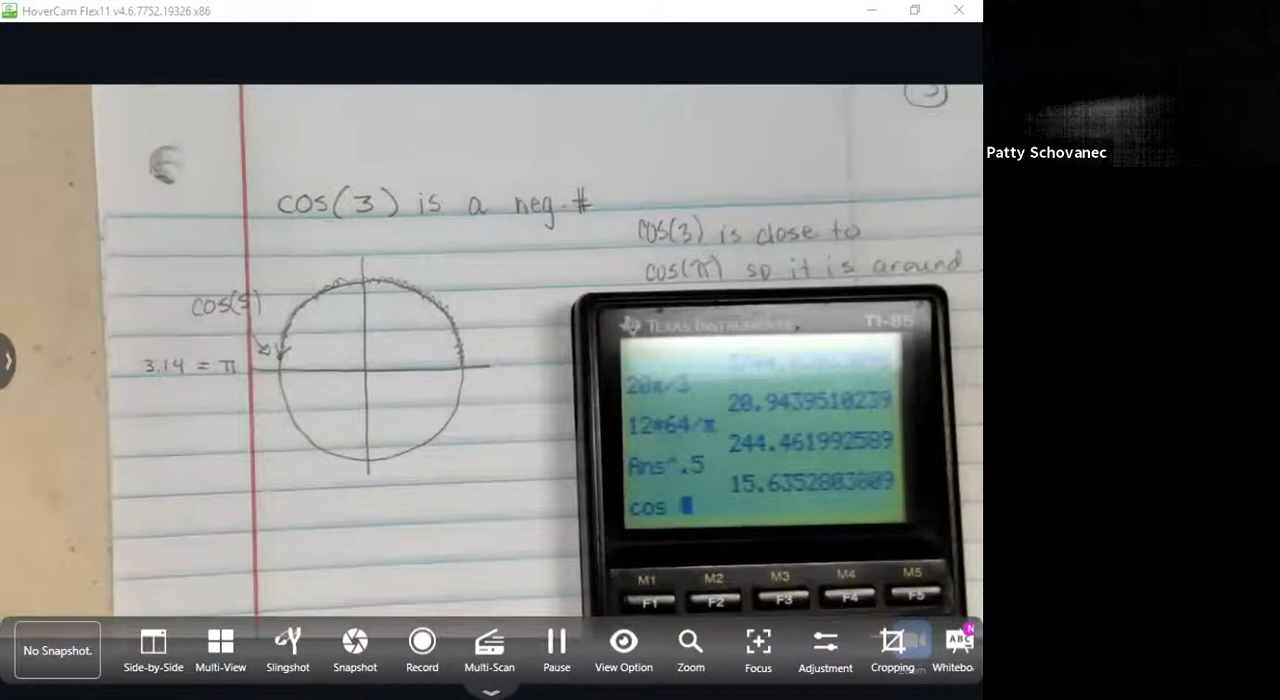 HoverCam Flex11 v4.6.7752.19326 x86
3
cos(3) is a neg. #
cos(3) is close to
cos(π) so it is around
3.14 = π
TEXAS INSTRUMENTS
TI-85
20π/3
20.9439510239
12*64/π
244.461992589
Ans^.5
15.6352803809
cos
M1 M2 M3 M4 M5
F1 F2 F3 F4 F5
Patty Schovanec
No Snapshot.
Side-by-Side
Multi-View
Slingshot
Snapshot
Record
Multi-Scan
Pause
View Option
Zoom
Focus
Adjustment
Cropping
ABC
N
Whitebo